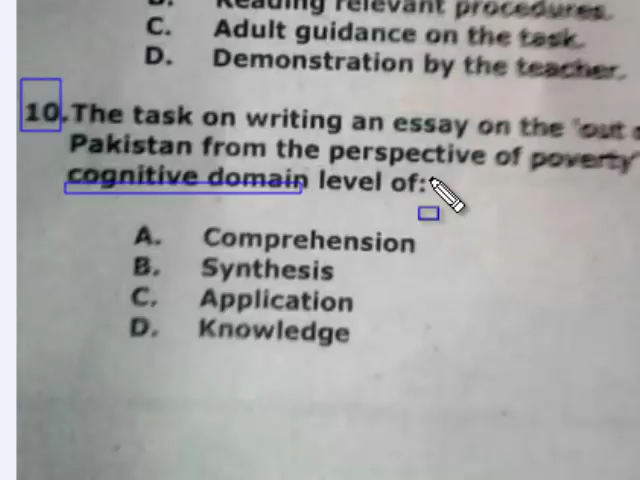 B. Reading relevant procedures.
C. Adult guidance on the task.
D. Demonstration by the teacher.
10.The task on writing an essay on the 'out
Pakistan from the perspective of poverty'
cognitive domain level of:
A. Comprehension
B. Synthesis
C. Application
D. Knowledge